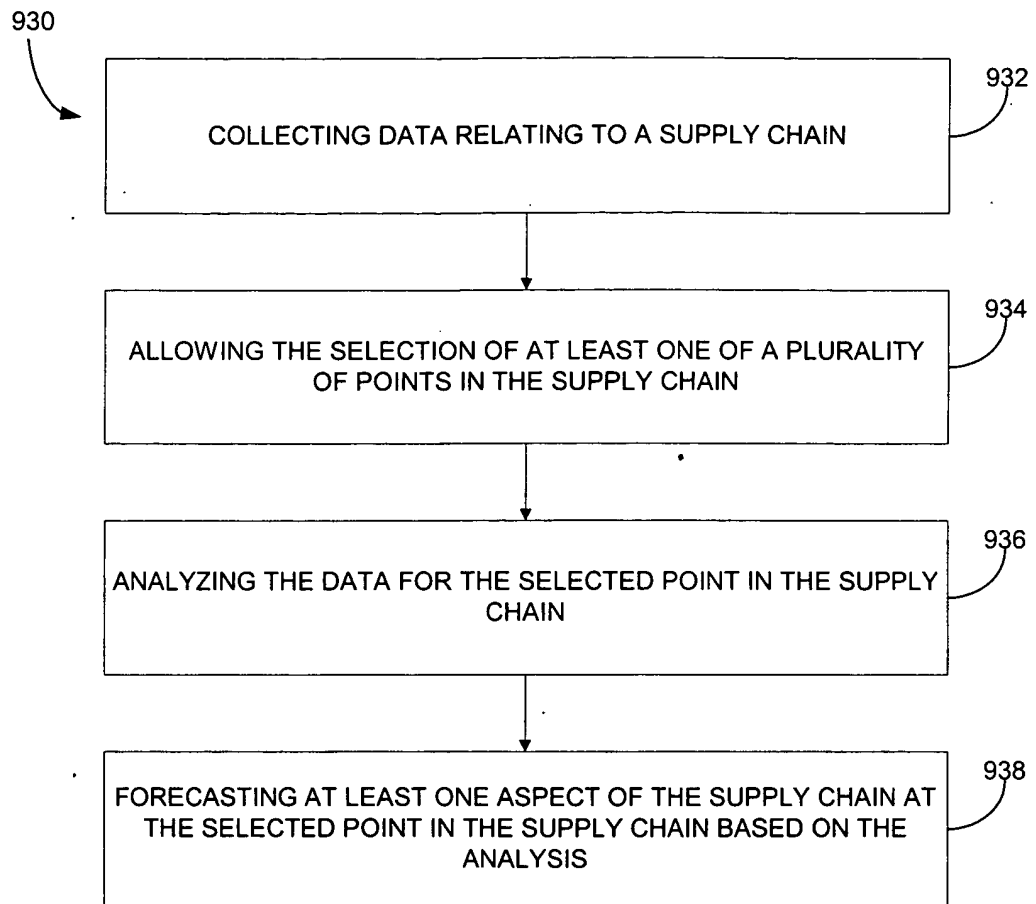 930
932
COLLECTING DATA RELATING TO A SUPPLY CHAIN
934
ALLOWING THE SELECTION OF AT LEAST ONE OF A PLURALITY
OF POINTS IN THE SUPPLY CHAIN
936
ANALYZING THE DATA FOR THE SELECTED POINT IN THE SUPPLY
CHAIN
938
FORECASTING AT LEAST ONE ASPECT OF THE SUPPLY CHAIN AT
THE SELECTED POINT IN THE SUPPLY CHAIN BASED ON THE
ANALYSIS